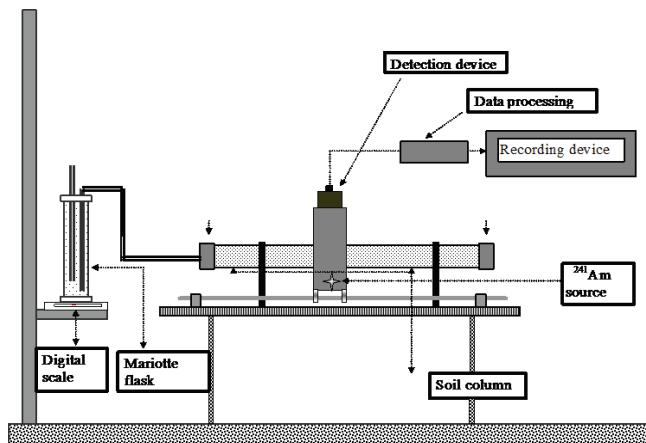 Detection device
Data processing
Recording device
²⁴¹Am
source
Digital
scale
Mariotte
flask
Soil column